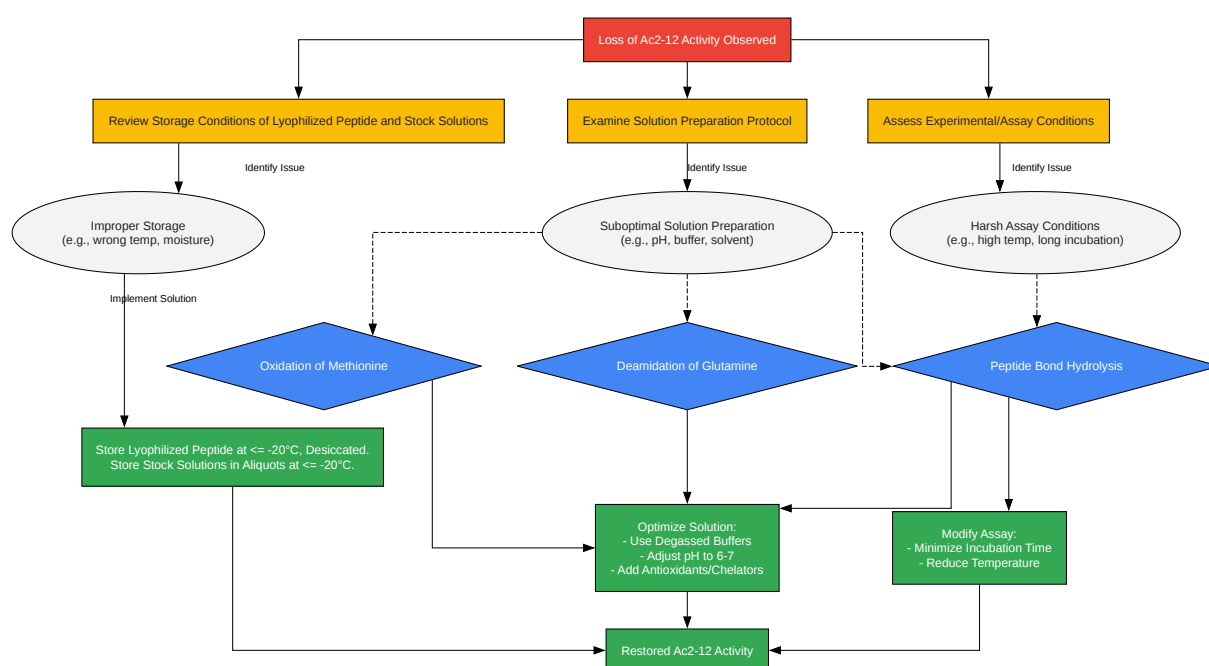 Loss of Ac2-12 Activity Observed
Review Storage Conditions of Lyophilized Peptide and Stock Solutions
Examine Solution Preparation Protocol
Assess Experimental/Assay Conditions
Identify Issue
Identify Issue
Identify Issue
Improper Storage
(e.g., wrong temp, moisture)
Suboptimal Solution Preparation
(e.g., pH, buffer, solvent)
Harsh Assay Conditions
(e.g., high temp, long incubation)
Implement Solution
Oxidation of Methionine
Deamidation of Glutamine
Peptide Bond Hydrolysis
Store Lyophilized Peptide at <= -20°C, Desiccated.
Store Stock Solutions in Aliquots at <= -20°C.
Optimize Solution:
- Use Degassed Buffers
- Adjust pH to 6-7
- Add Antioxidants/Chelators
Modify Assay:
- Minimize Incubation Time
- Reduce Temperature
Restored Ac2-12 Activity